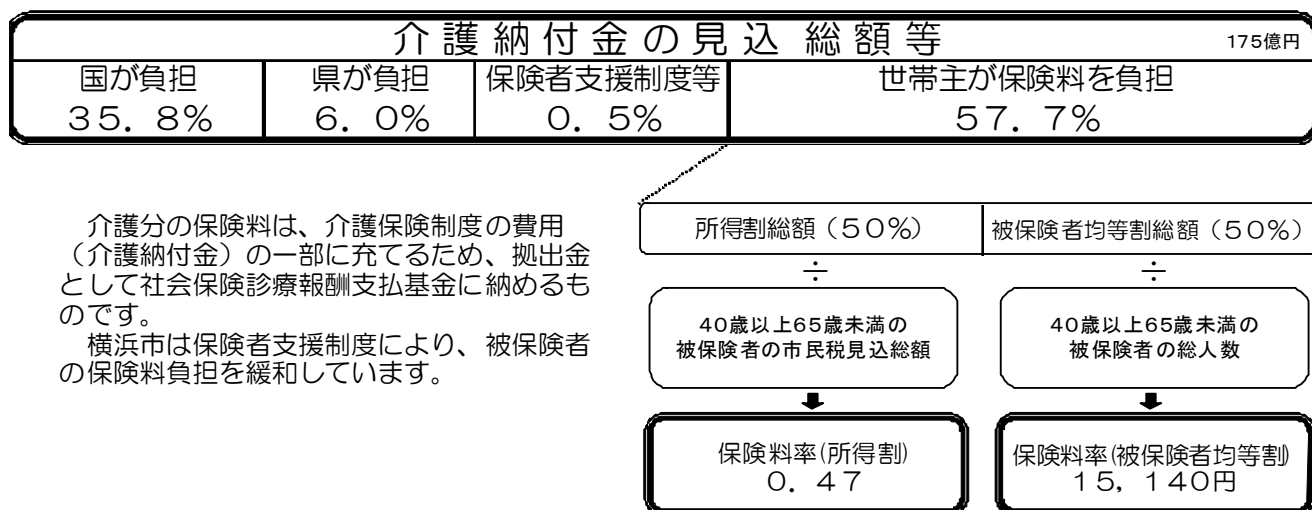 介護納付金の見込 総額等 175億円
国が負担 県が負担 保険者支援制度等 世帯主が保険料を負担
35.8% 6.0% 0.5% 57.7%
介護分の保険料は、介護保険制度の費用
（介護納付金）の一部に充てるため、拠出金
として社会保険診療報酬支払基金に納めるも
のです。
横浜市は保険者支援制度により、被保険者
の保険料負担を緩和しています。
所得割総額（50%） 被保険者均等割総額（50%）
÷ ÷
40歳以上65歳未満の
被保険者の市民税見込総額
40歳以上65歳未満の
被保険者の総人数
保険料率(所得割)
0.47
保険料率(被保険者均等割)
15,140円